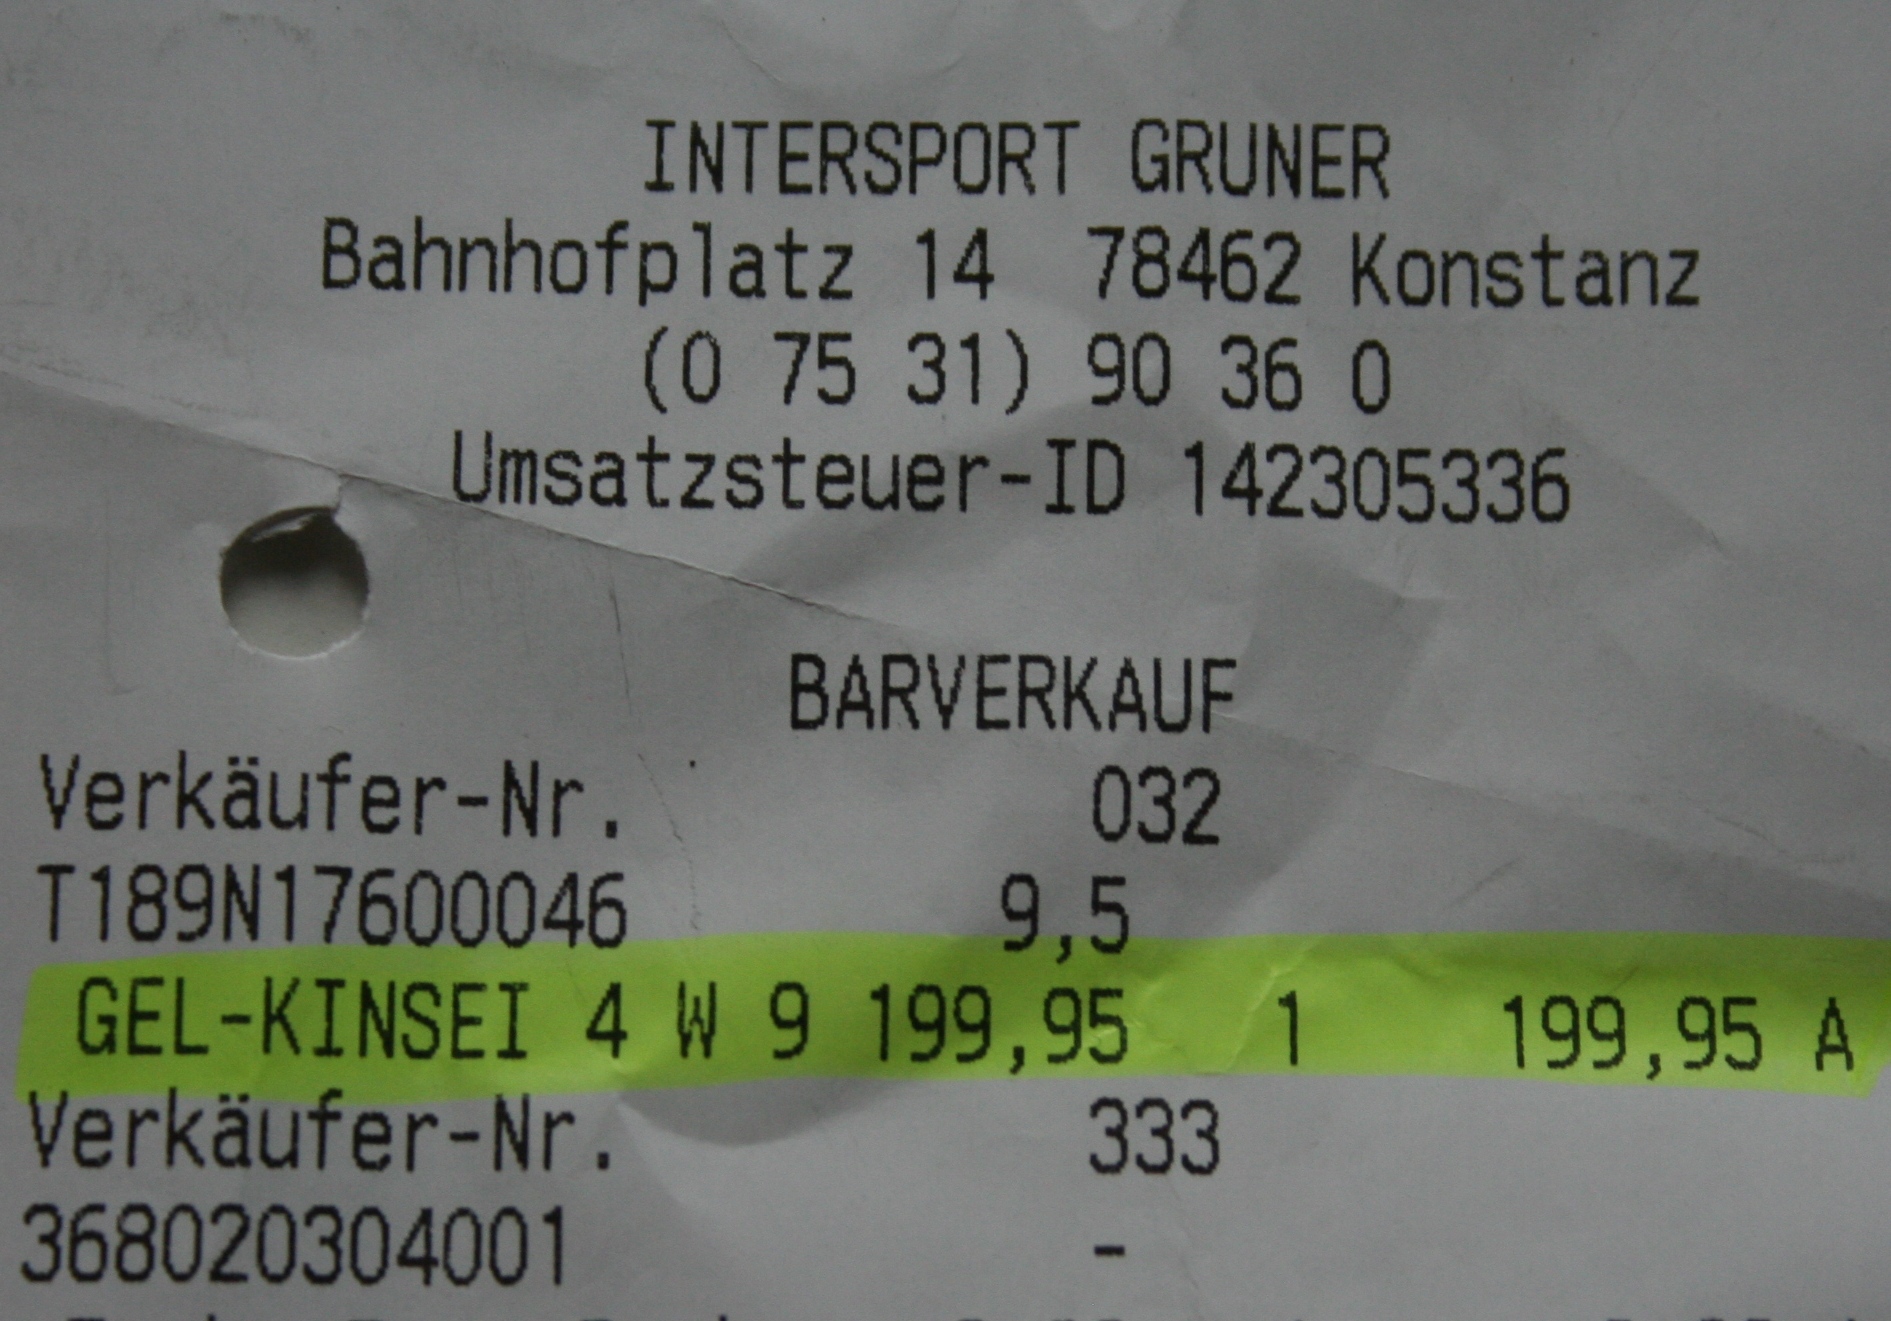 INTERSPORT GRUNER
Bahnhofplatz 14 78462 Konstanz
(0 75 31) 90 36 0
Umsatzsteuer-ID 142305336
BARVERKAUF
Verkäufer-Nr. 032
T189N17600046 9,5
GEL-KINSEI 4 W 9 199,95 1 199,95 A
Verkäufer-Nr. 333
368020304001 -